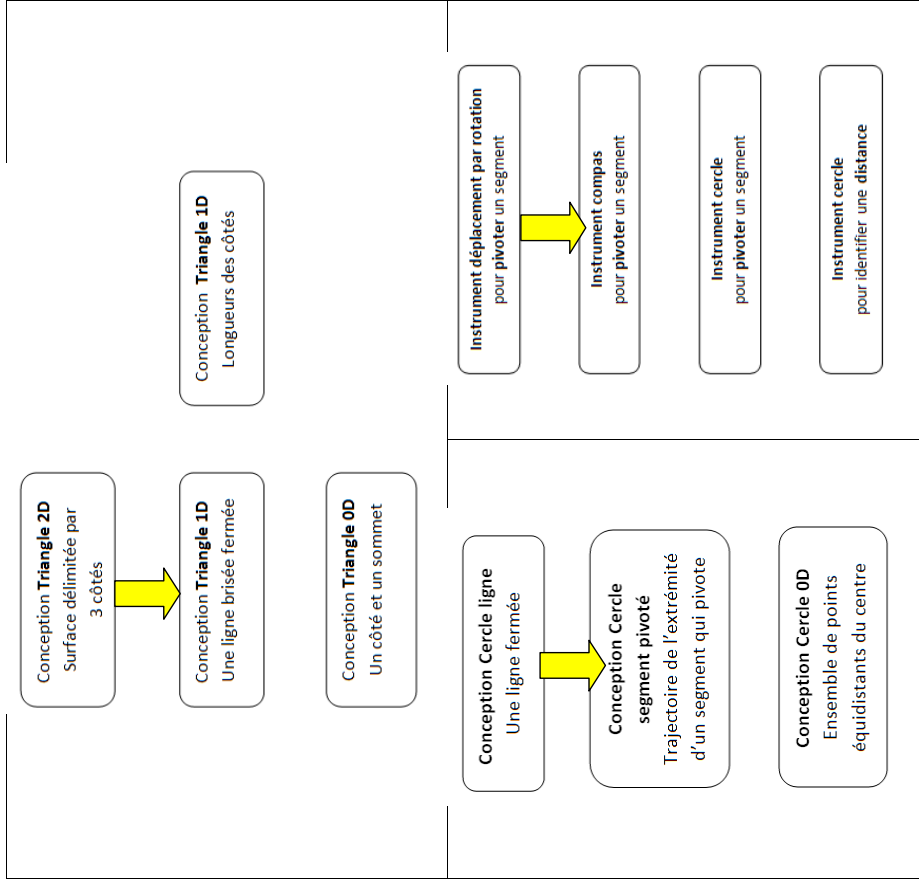 Conception Triangle 2D
Surface délimitée par
3 côtés
Conception Triangle 1D
Une ligne brisée fermée
Conception Triangle 0D
Un côté et un sommet
Conception Triangle 1D
Longueurs des côtés
Conception Cercle ligne
Une ligne fermée
Conception Cercle
segment pivoté
Trajectoire de l'extrémité
d'un segment qui pivote
Conception Cercle 0D
Ensemble de points
équidistants du centre
Instrument déplacement par rotation
pour pivoter un segment
Instrument compas
pour pivoter un segment
Instrument cercle
pour pivoter un segment
Instrument cercle
pour identifier une distance